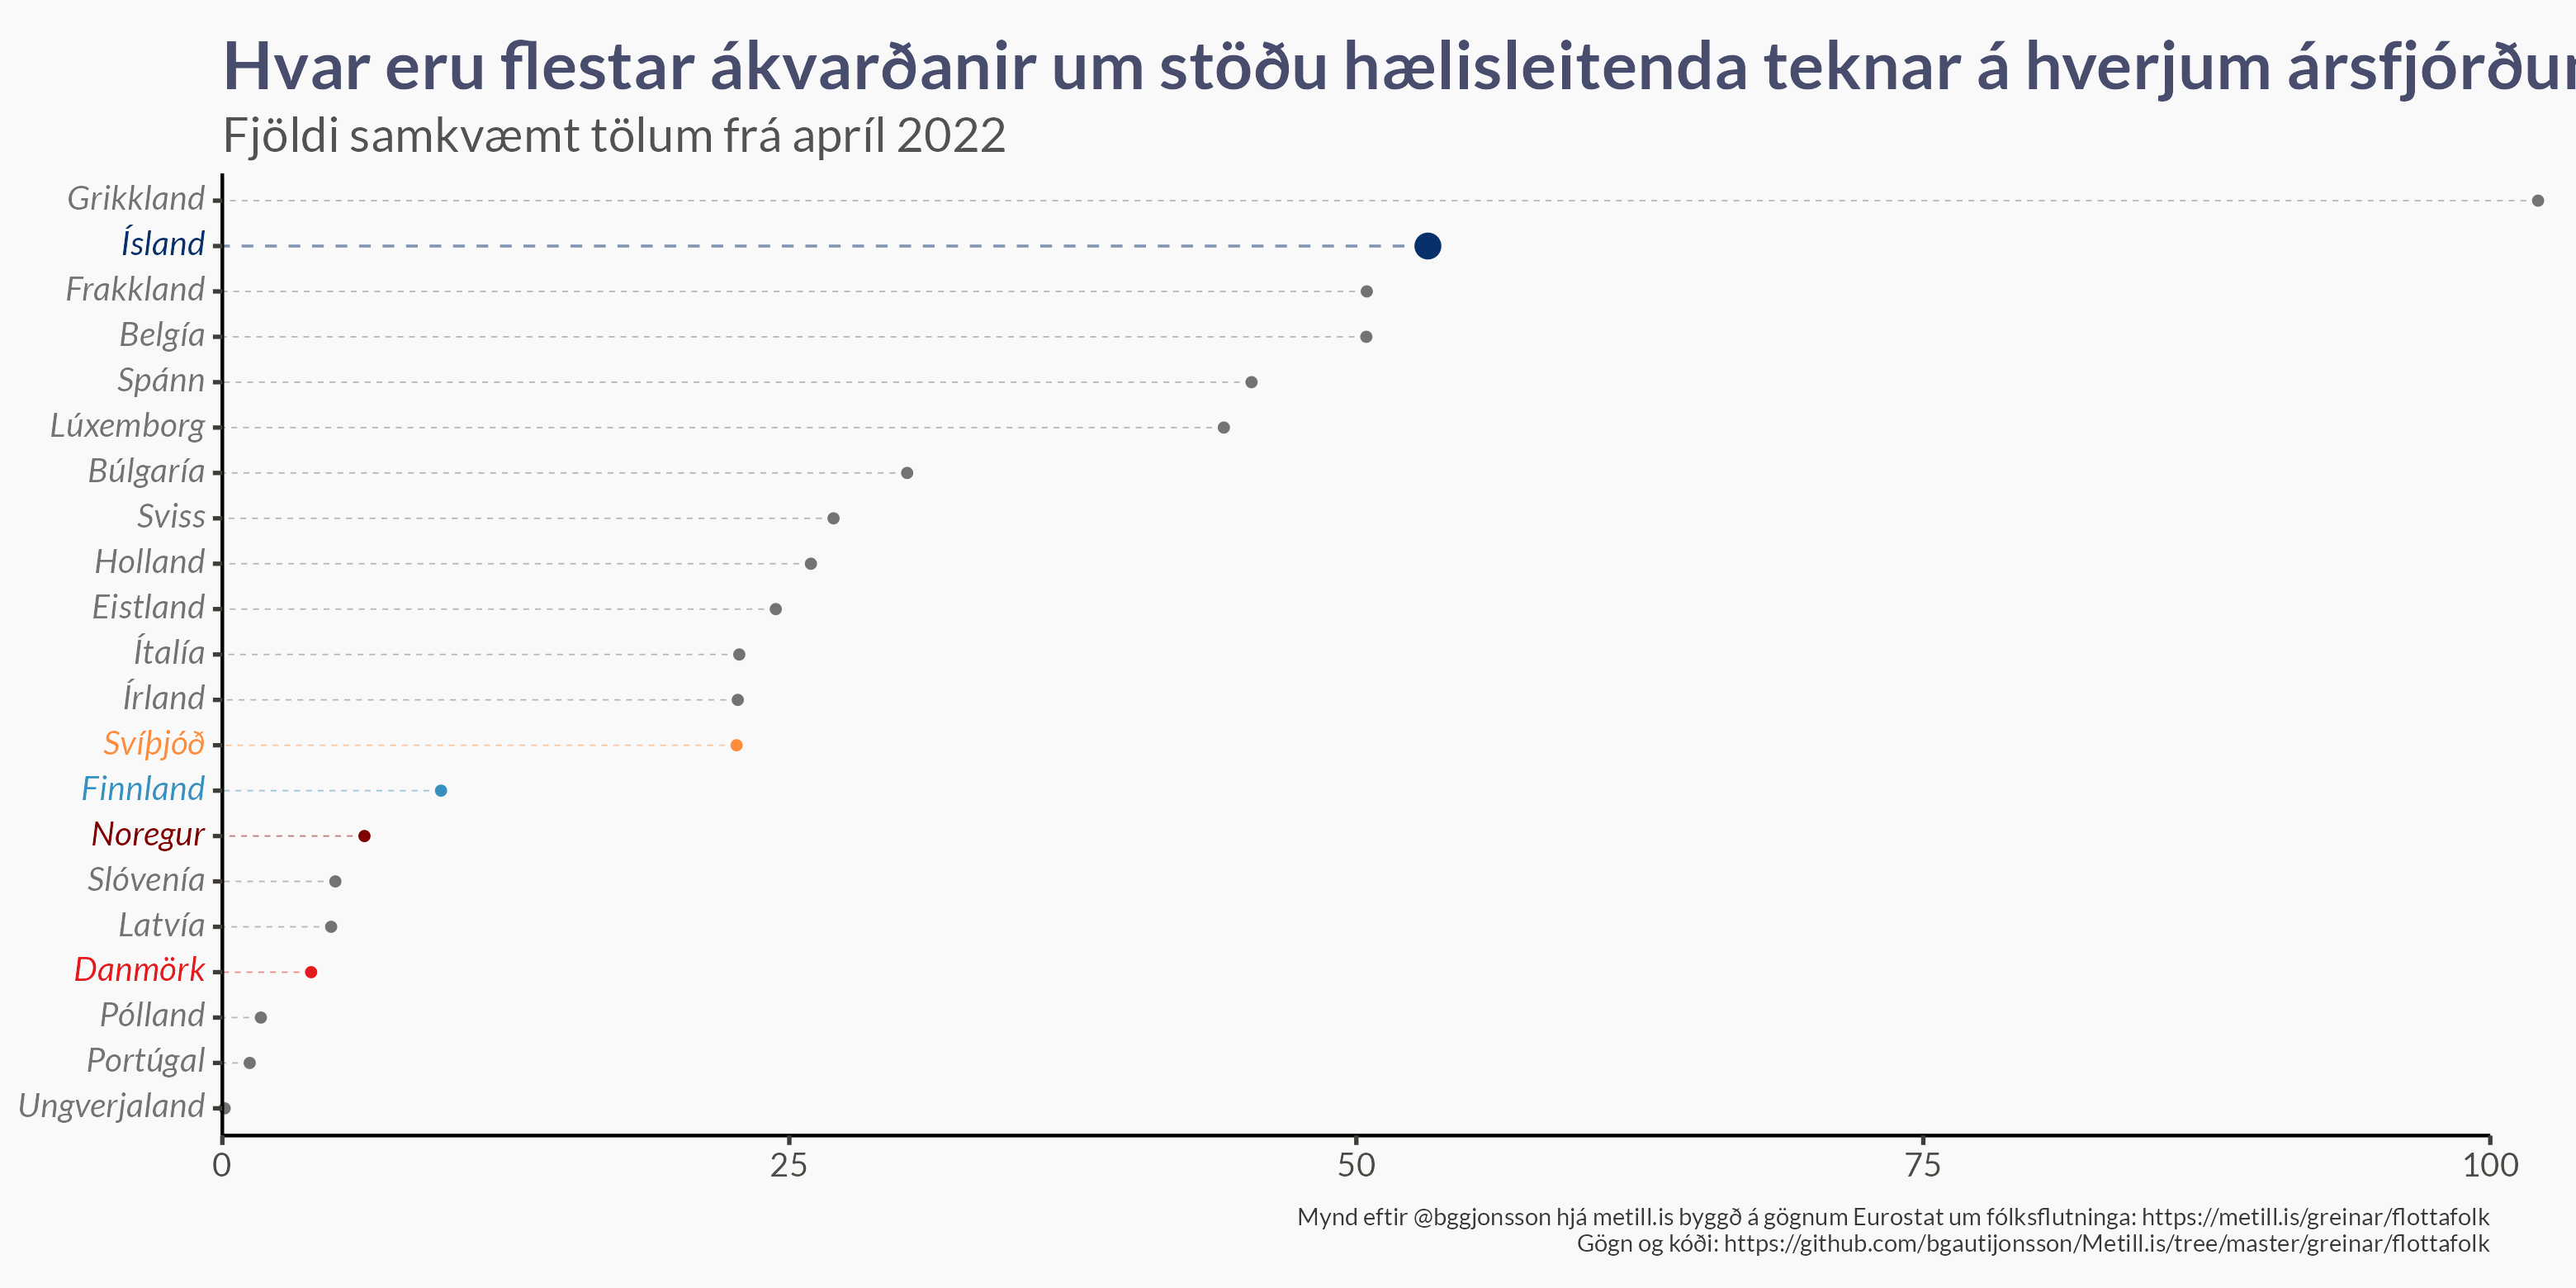 Hvar eru flestar ákvarðanir um stöðu hælisleitenda teknar á hverjum
Fjöldi samkvæmt tölum frá apríl 2022
Grikkland
Ísland
Frakkland
Belgía
Spánn
Lúxemborg
Búlgaría
Sviss
Holland
Eistland
Ítalía
Írland
Svíþjóð
Finnland
Noregur
Slóvenía
Latvía
Danmörk
Pólland
Portúgal
Ungverjaland
0 25 50 75 100
Mynd eftir @bggjonsson hjá metill.is byggð á gögnum Eurostat um fólksflutninga: https://metill.is/greinar/flottafolk
Gögn og kóði: https://github.com/bgautijonsson/Metill.is/tree/master/greinar/flottafolk